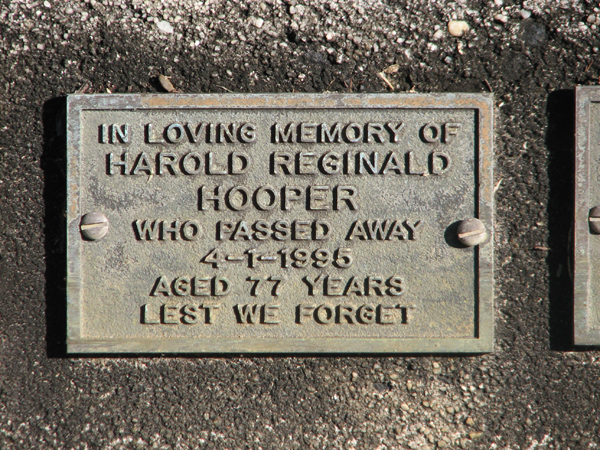 IN LOVING MEMORY OF
HAROLD REGINALD
HOOPER
WHO PASSED AWAY
4-1-1995
AGED 77 YEARS
LEST WE FORGET